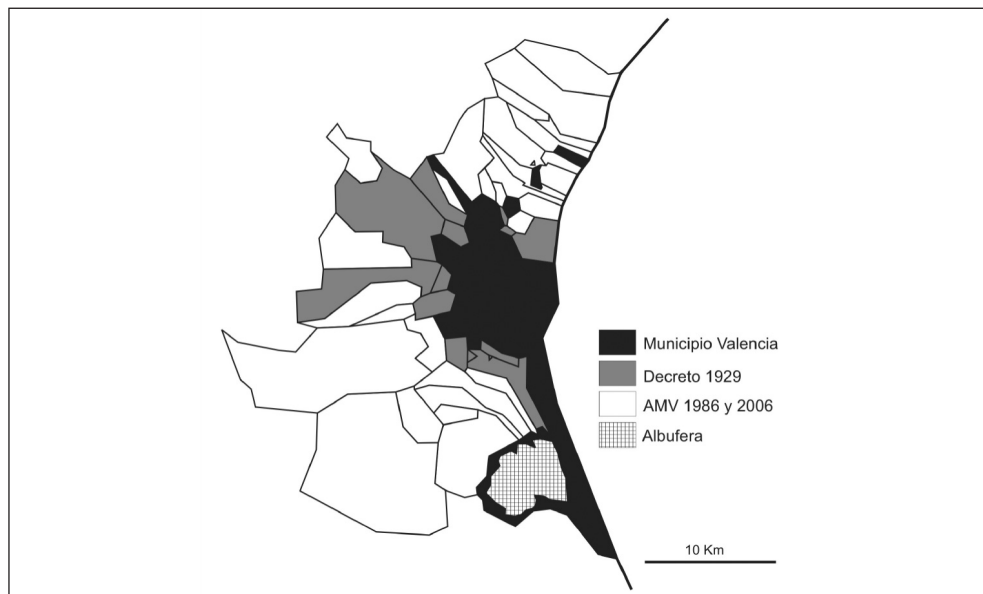 Municipio Valencia
Decreto 1929
AMV 1986 y 2006
Albufera
10 Km